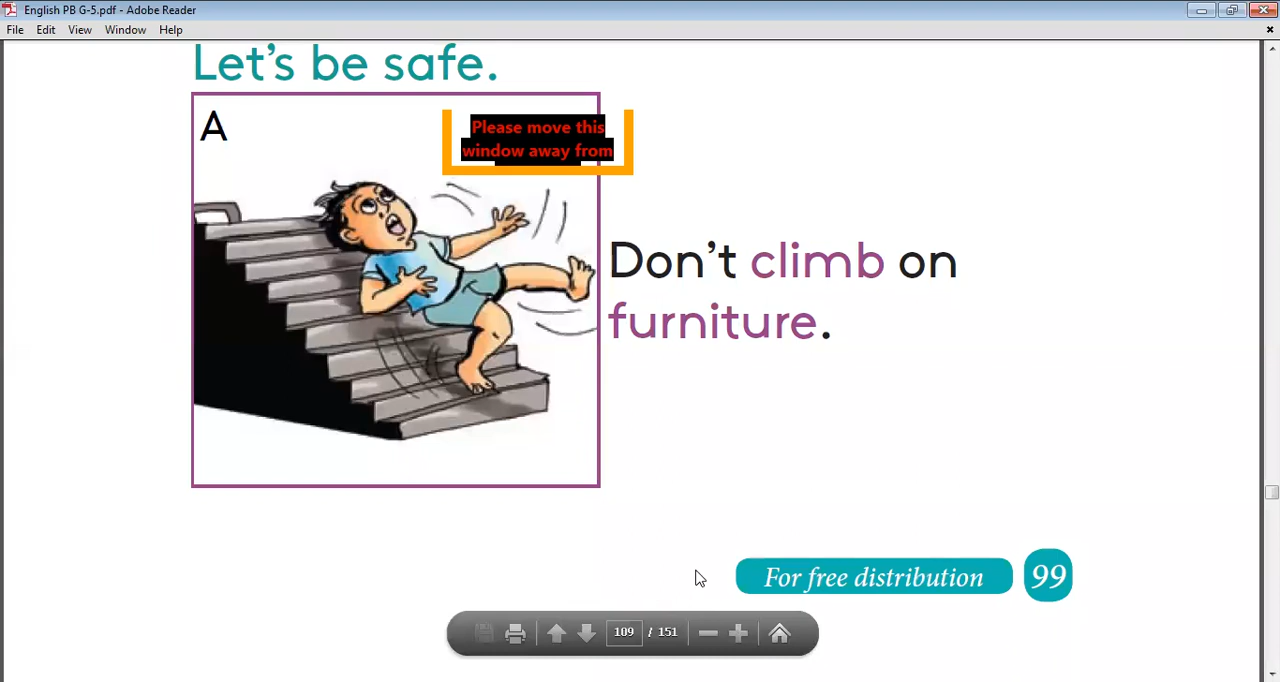 English PB G-5.pdf - Adobe Reader
File Edit View Window Help
Let's be safe.
A
Please move this
window away from
Don't climb on
furniture.
For free distribution 99
109 / 151